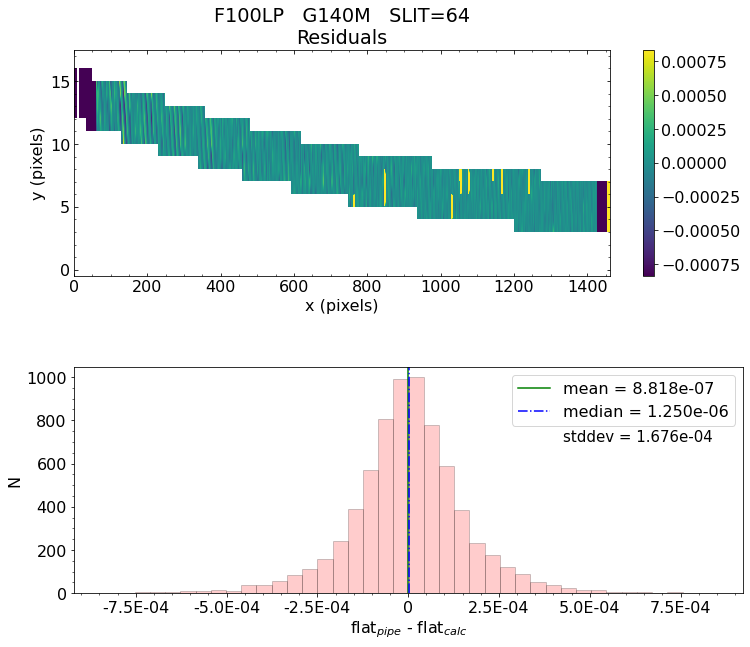 F100LP G140M SLIT=64
Residuals
15
10
5
0
y (pixels)
0 200 400 600 800 1000 1200 1400
x (pixels)
0.00075
0.00050
0.00025
0.00000
−0.00025
−0.00050
−0.00075
1000
800
600
400
200
0
N
mean = 8.818e-07
median = 1.250e-06
stddev = 1.676e-04
-7.5E-04 -5.0E-04 -2.5E-04 0 2.5E-04 5.0E-04 7.5E-04
flat_pipe - flat_calc